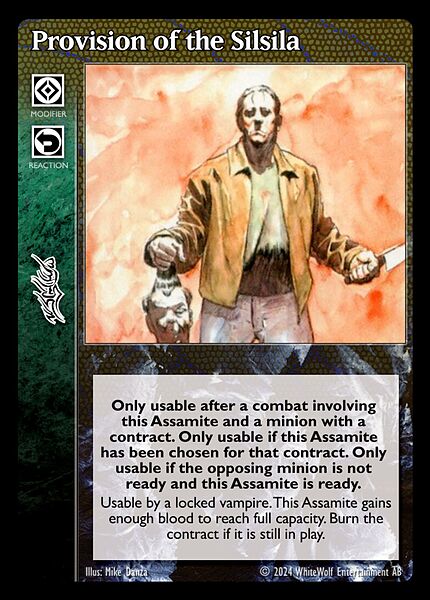 Provision of the Silsila
MODIFIER
REACTION
Only usable after a combat involving
this Assamite and a minion with a
contract. Only usable if this Assamite
has been chosen for that contract. Only
usable if the opposing minion is not
ready and this Assamite is ready.
Usable by a locked vampire. This Assamite gains
enough blood to reach full capacity. Burn the
contract if it is still in play.
Illus: Mike Danza
© 2024 WhiteWolf Entertainment AB